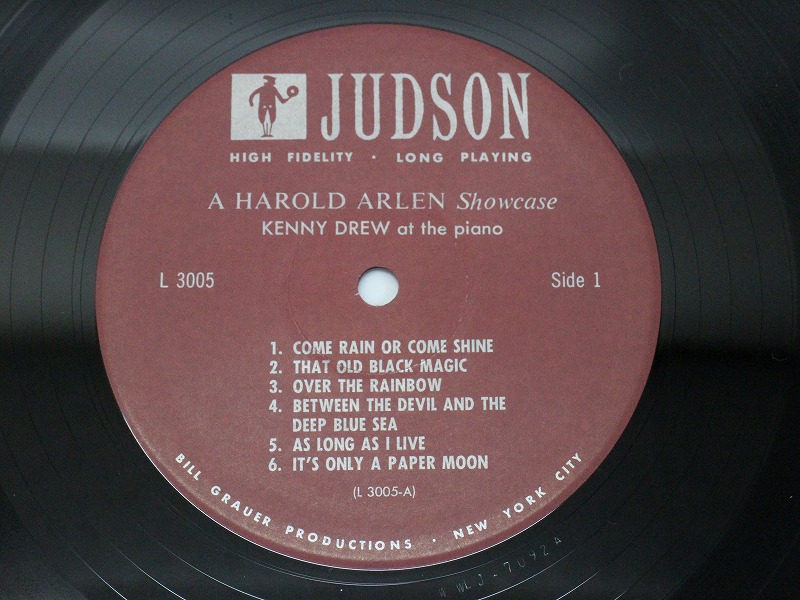 JUDSON
HIGH FIDELITY · LONG PLAYING
A HAROLD ARLEN Showcase
KENNY DREW at the piano
L 3005
Side 1
1. COME RAIN OR COME SHINE
2. THAT OLD BLACK MAGIC
3. OVER THE RAINBOW
4. BETWEEN THE DEVIL AND THE
DEEP BLUE SEA
5. AS LONG AS I LIVE
6. IT'S ONLY A PAPER MOON
(L 3005-A)
BILL GRAUER PRODUCTIONS · NEW YORK CITY